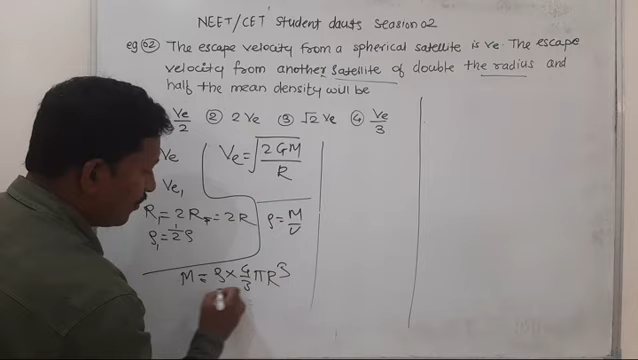 NEET/CET student dauts Seasion 02
eg 02 The escape velocity from a spherical satellite is ve. The escape
velocity from another satellite of double the radius and
half the mean density will be
Ve/2 ② 2Ve ③ √2 Ve ④ Ve/3
Ve
Ve₁
R₁ = 2R = 2R
ρ₁ = 1/2 ρ
Ve = √(2GM/R)
ρ = M/V
M = ρ × 4/3 πR³